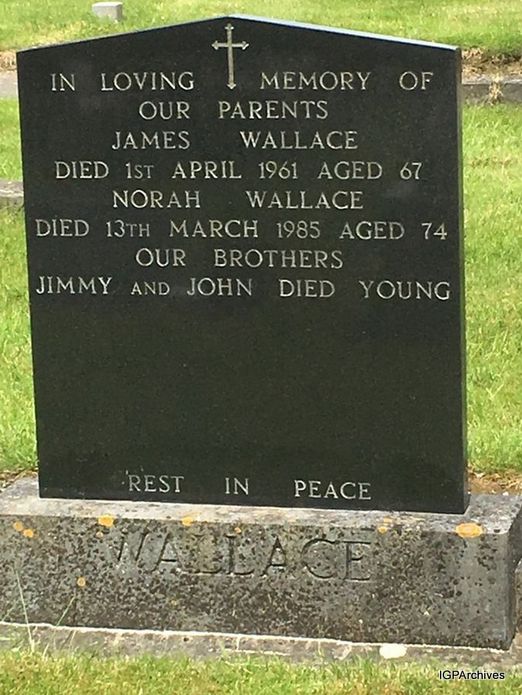 IN LOVING MEMORY OF
OUR PARENTS
JAMES WALLACE
DIED 1ST APRIL 1961 AGED 67
NORAH WALLACE
DIED 13TH MARCH 1985 AGED 74
OUR BROTHERS
JIMMY AND JOHN DIED YOUNG
REST IN PEACE
WALLACE
IGPArchives